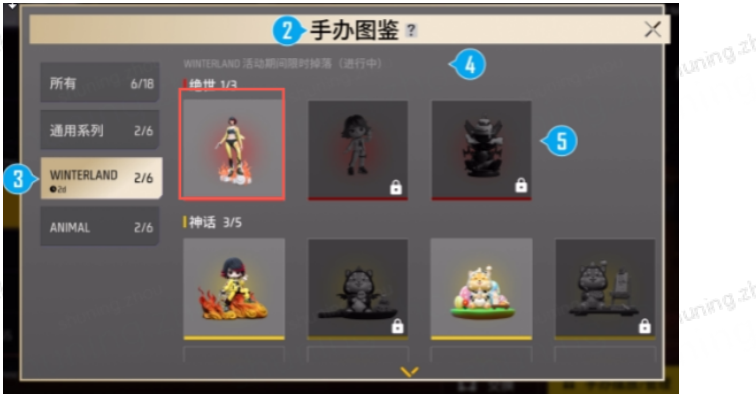 2 手办图鉴 ?
WINTERLAND 活动期间限时掉落（进行中）
4
所有 6/18
绝世 1/3
通用系列 2/6
5
3
WINTERLAND 2/6
2d
ANIMAL 2/6
神话 3/5